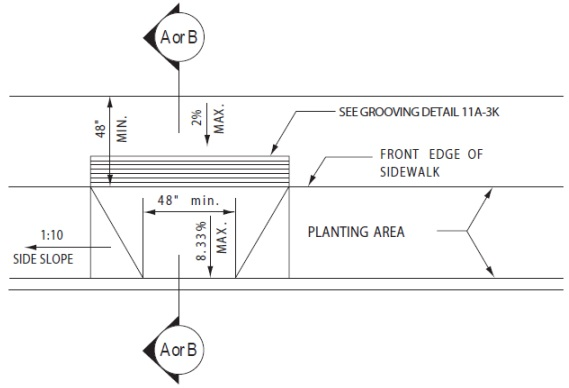 A or B
48" MIN.
2% MAX.
SEE GROOVING DETAIL 11A-3K
FRONT EDGE OF
SIDEWALK
48" min.
8.33% MAX.
1:10
SIDE SLOPE
PLANTING AREA
A or B